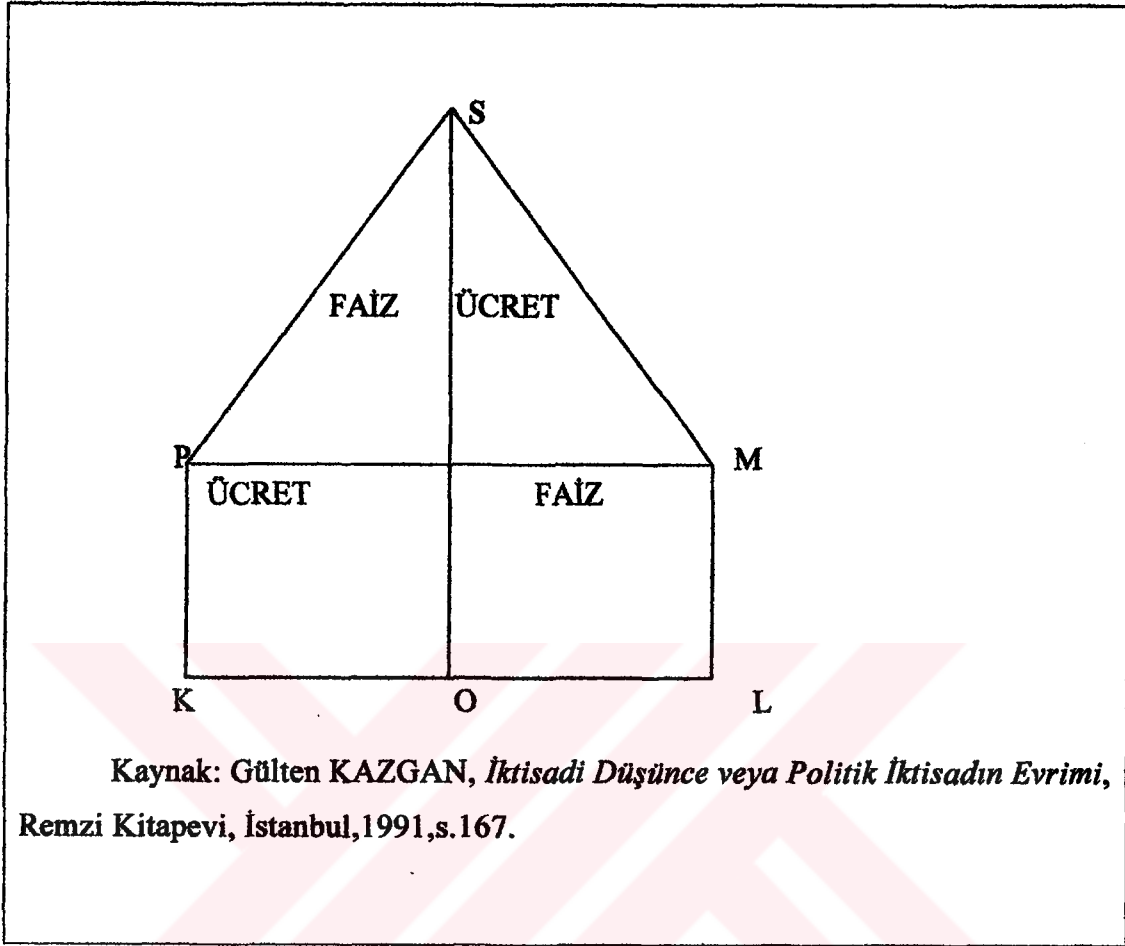 S
FAİZ ÜCRET
P M
ÜCRET FAİZ
K O L
Kaynak: Gülten KAZGAN, İktisadi Düşünce veya Politik İktisadın Evrimi,
Remzi Kitapevi, İstanbul,1991,s.167.